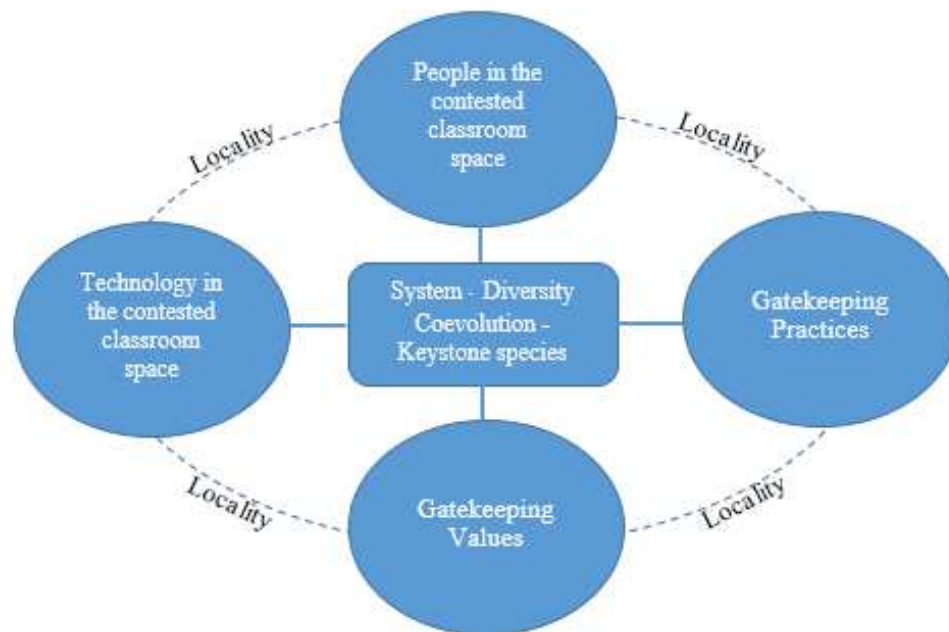 People in the
contested
classroom
space
Locality
Locality
Technology in
the contested
classroom
space
System - Diversity
Coevolution -
Keystone species
Gatekeeping
Practices
Locality
Locality
Gatekeeping
Values